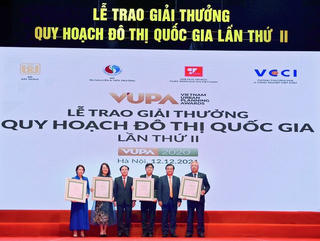 LỄ TRAO GIẢI THƯỞNG
QUY HOẠCH ĐÔ THỊ QUỐC GIA LẦN THỨ II
VCCI
VUPA VIETNAM URBAN PLANNING AWARDS
LỄ TRAO GIẢI THƯỞNG
QUY HOẠCH ĐÔ THỊ QUỐC GIA
LẦN THỨ II
VUPA 2020
Hà Nội, 12.12.2021